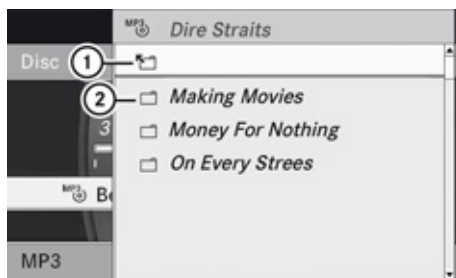 MP3 Dire Straits
Disc 1
2 Making Movies
3 Money For Nothing
On Every Strees
MP3 Be
MP3